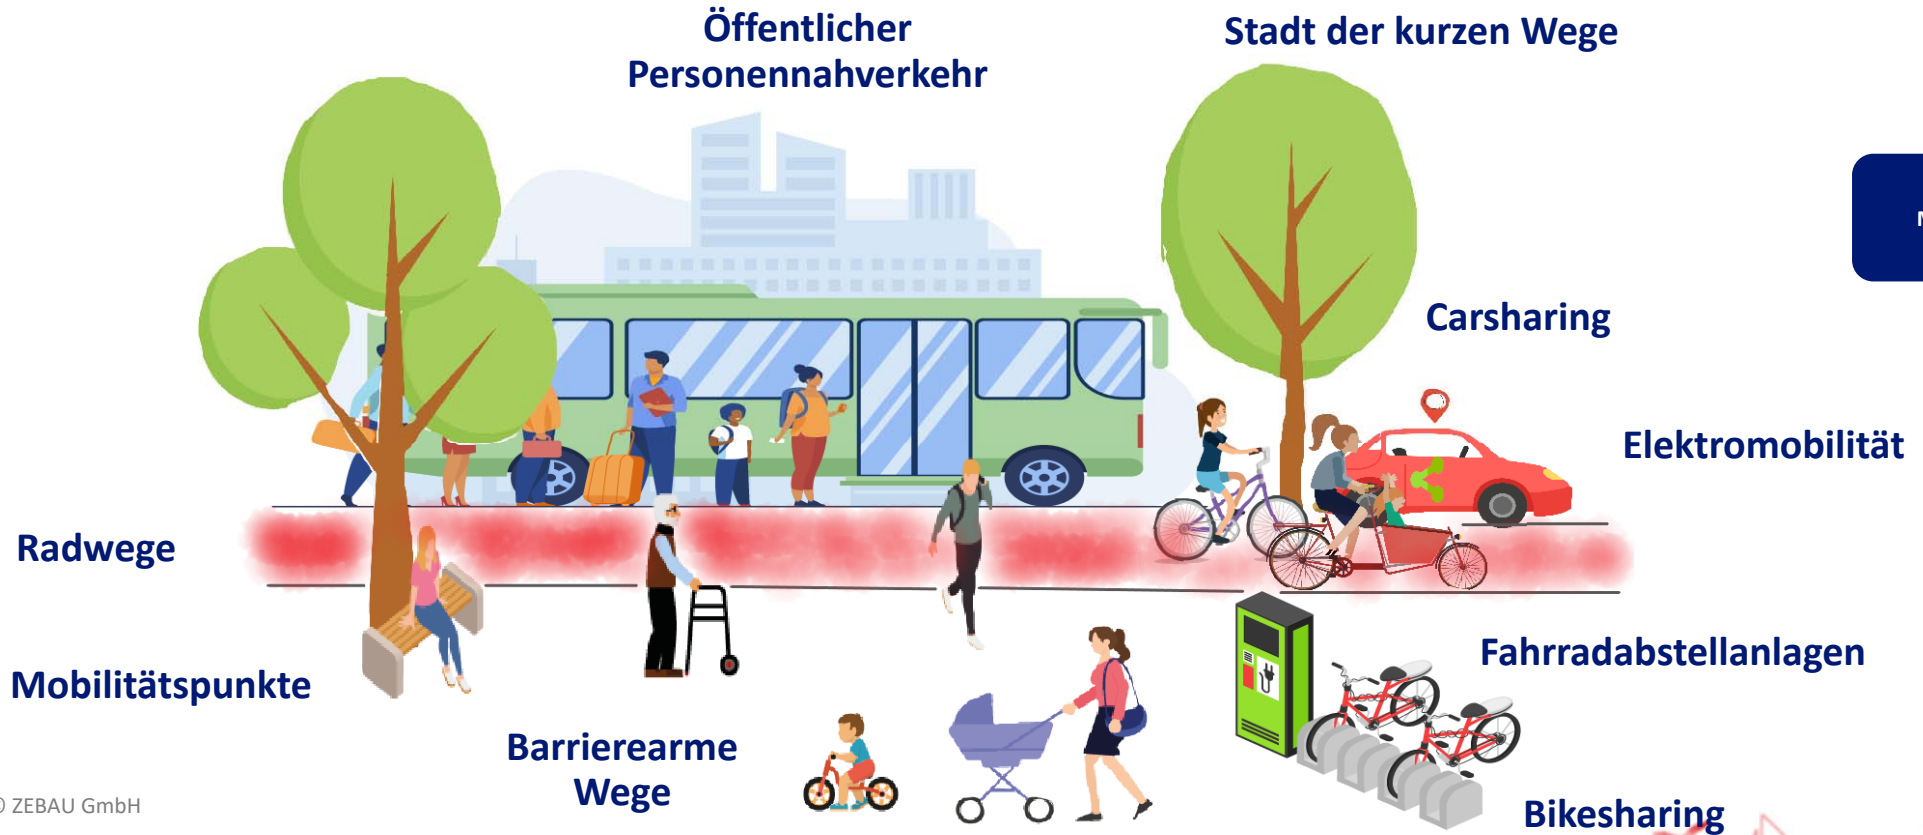 Öffentlicher
Personennahverkehr
Stadt der kurzen Wege
Carsharing
Elektromobilität
Radwege
Fahrradabstellanlagen
Mobilitätspunkte
Barrierearme
Wege
© ZEBAU GmbH
Bikesharing